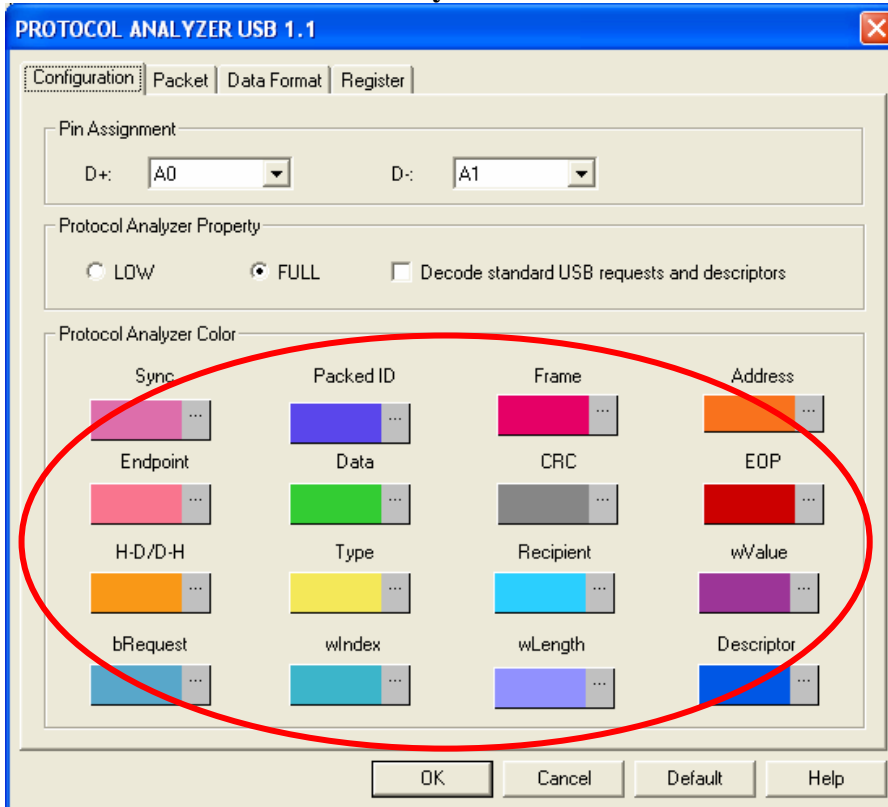 PROTOCOL ANALYZER USB 1.1
Configuration Packet Data Format Register
Pin Assignment
D+: A0 D-: A1
Protocol Analyzer Property
LOW FULL Decode standard USB requests and descriptors
Protocol Analyzer Color
Sync Packed ID Frame Address
... ... ... ...
Endpoint Data CRC EOP
... ... ... ...
H-D/D-H Type Recipient wValue
... ... ... ...
bRequest wIndex wLength Descriptor
... ... ... ...
OK Cancel Default Help